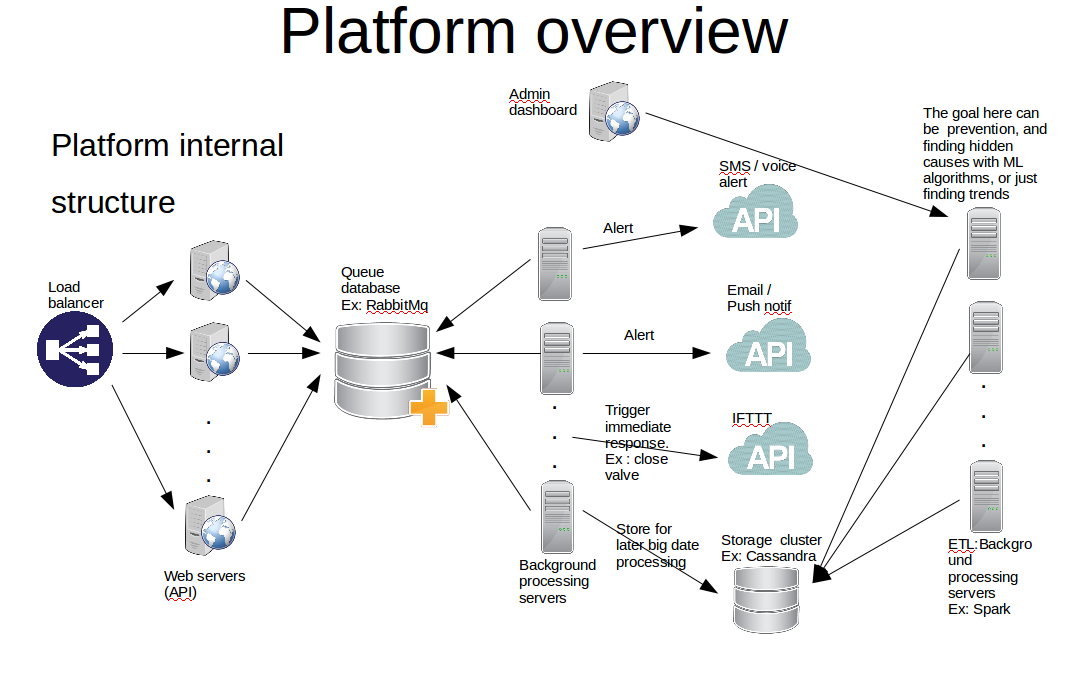 Platform overview
Platform internal
structure
Admin
dashboard
The goal here can
be prevention, and
finding hidden
causes with ML
algorithms, or just
finding trends
SMS / voice
alert
API
Alert
Load
balancer
Queue
database
Ex: RabbitMq
Email /
Push notif
API
Alert
Trigger
immediate
response.
Ex : close
valve
IFTTT
API
Store for
later big date
processing
Storage cluster
Ex: Cassandra
Web servers
(API)
Background
processing
servers
ETL:Backgro
und
processing
servers
Ex: Spark